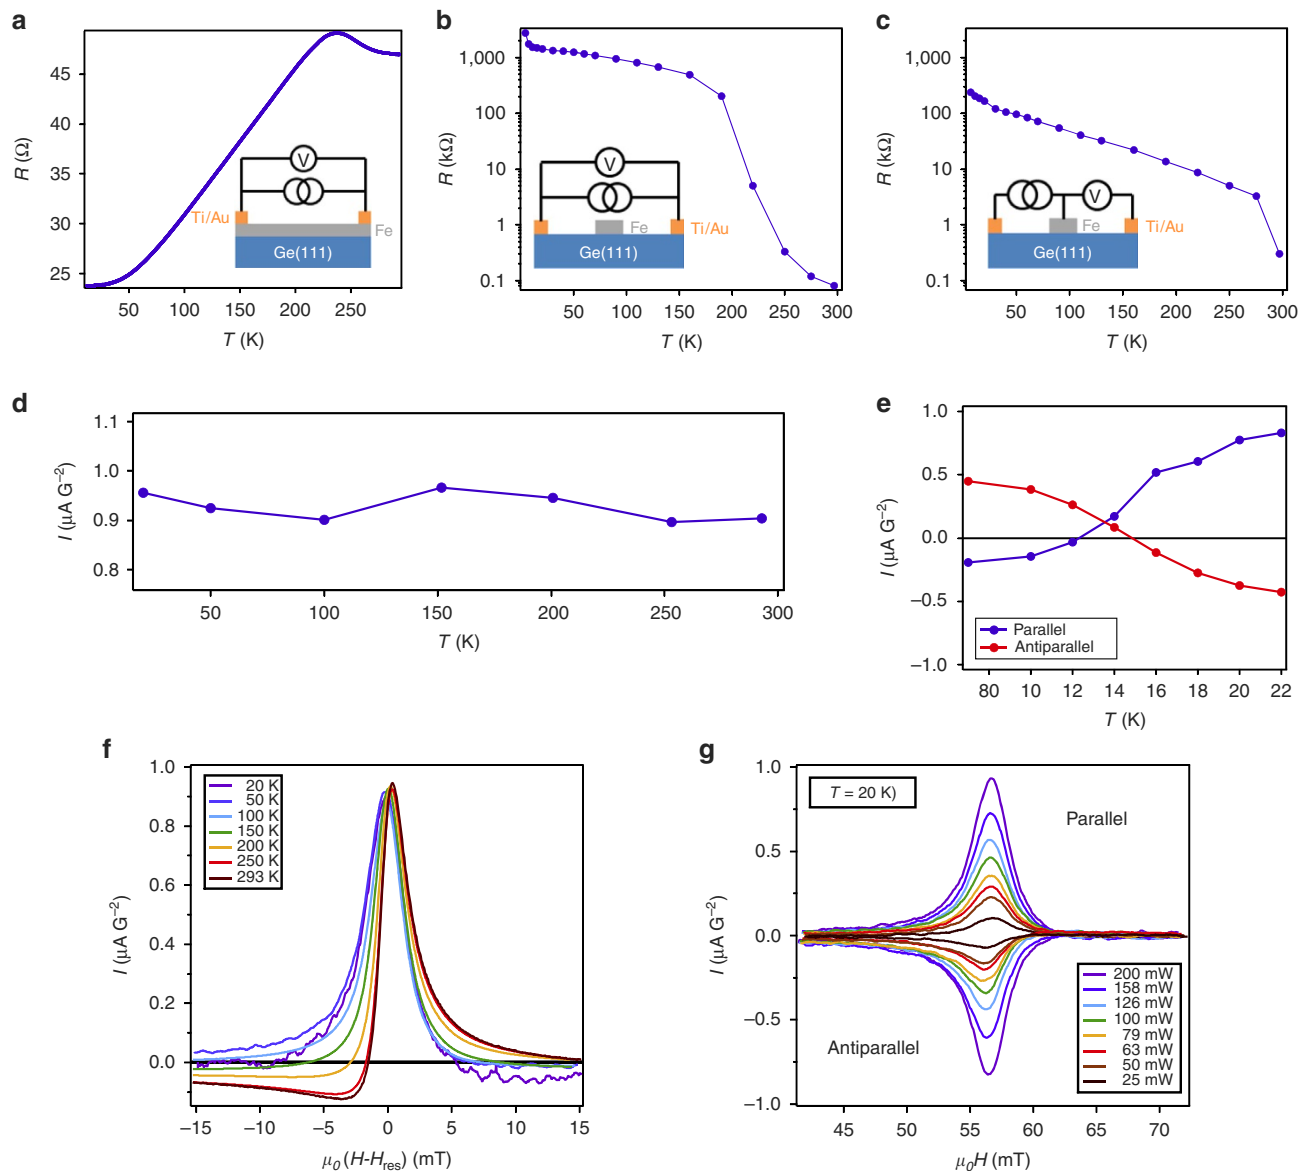 a
R (Ω)
45
40
35
30
25
V
Ti/Au
Fe
Ge(111)
50 100 150 200 250
T (K)
b
R (kΩ)
1,000
100
10
1
0.1
V
Fe
Ti/Au
Ge(111)
50 100 150 200 250 300
T (K)
c
R (kΩ)
1,000
100
10
1
0.1
V
Fe
Ti/Au
Ge(111)
50 100 150 200 250 300
T (K)
d
I (μA G⁻²)
1.1
1.0
0.9
0.8
50 100 150 200 250 300
T (K)
e
I (μA G⁻²)
1.0
0.5
0.0
−0.5
−1.0
Parallel
Antiparallel
80 10 12 14 16 18 20 22
T (K)
f
I (μA G⁻²)
1.0
0.8
0.6
0.4
0.2
0.0
20 K
50 K
100 K
150 K
200 K
250 K
293 K
−15 −10 −5 0 5 10 15
μ₀ (H-Hres) (mT)
g
I (μA G⁻²)
1.0
0.5
0.0
−0.5
−1.0
T = 20 K)
Parallel
Antiparallel
200 mW
158 mW
126 mW
100 mW
79 mW
63 mW
50 mW
25 mW
45 50 55 60 65 70
μ₀H (mT)